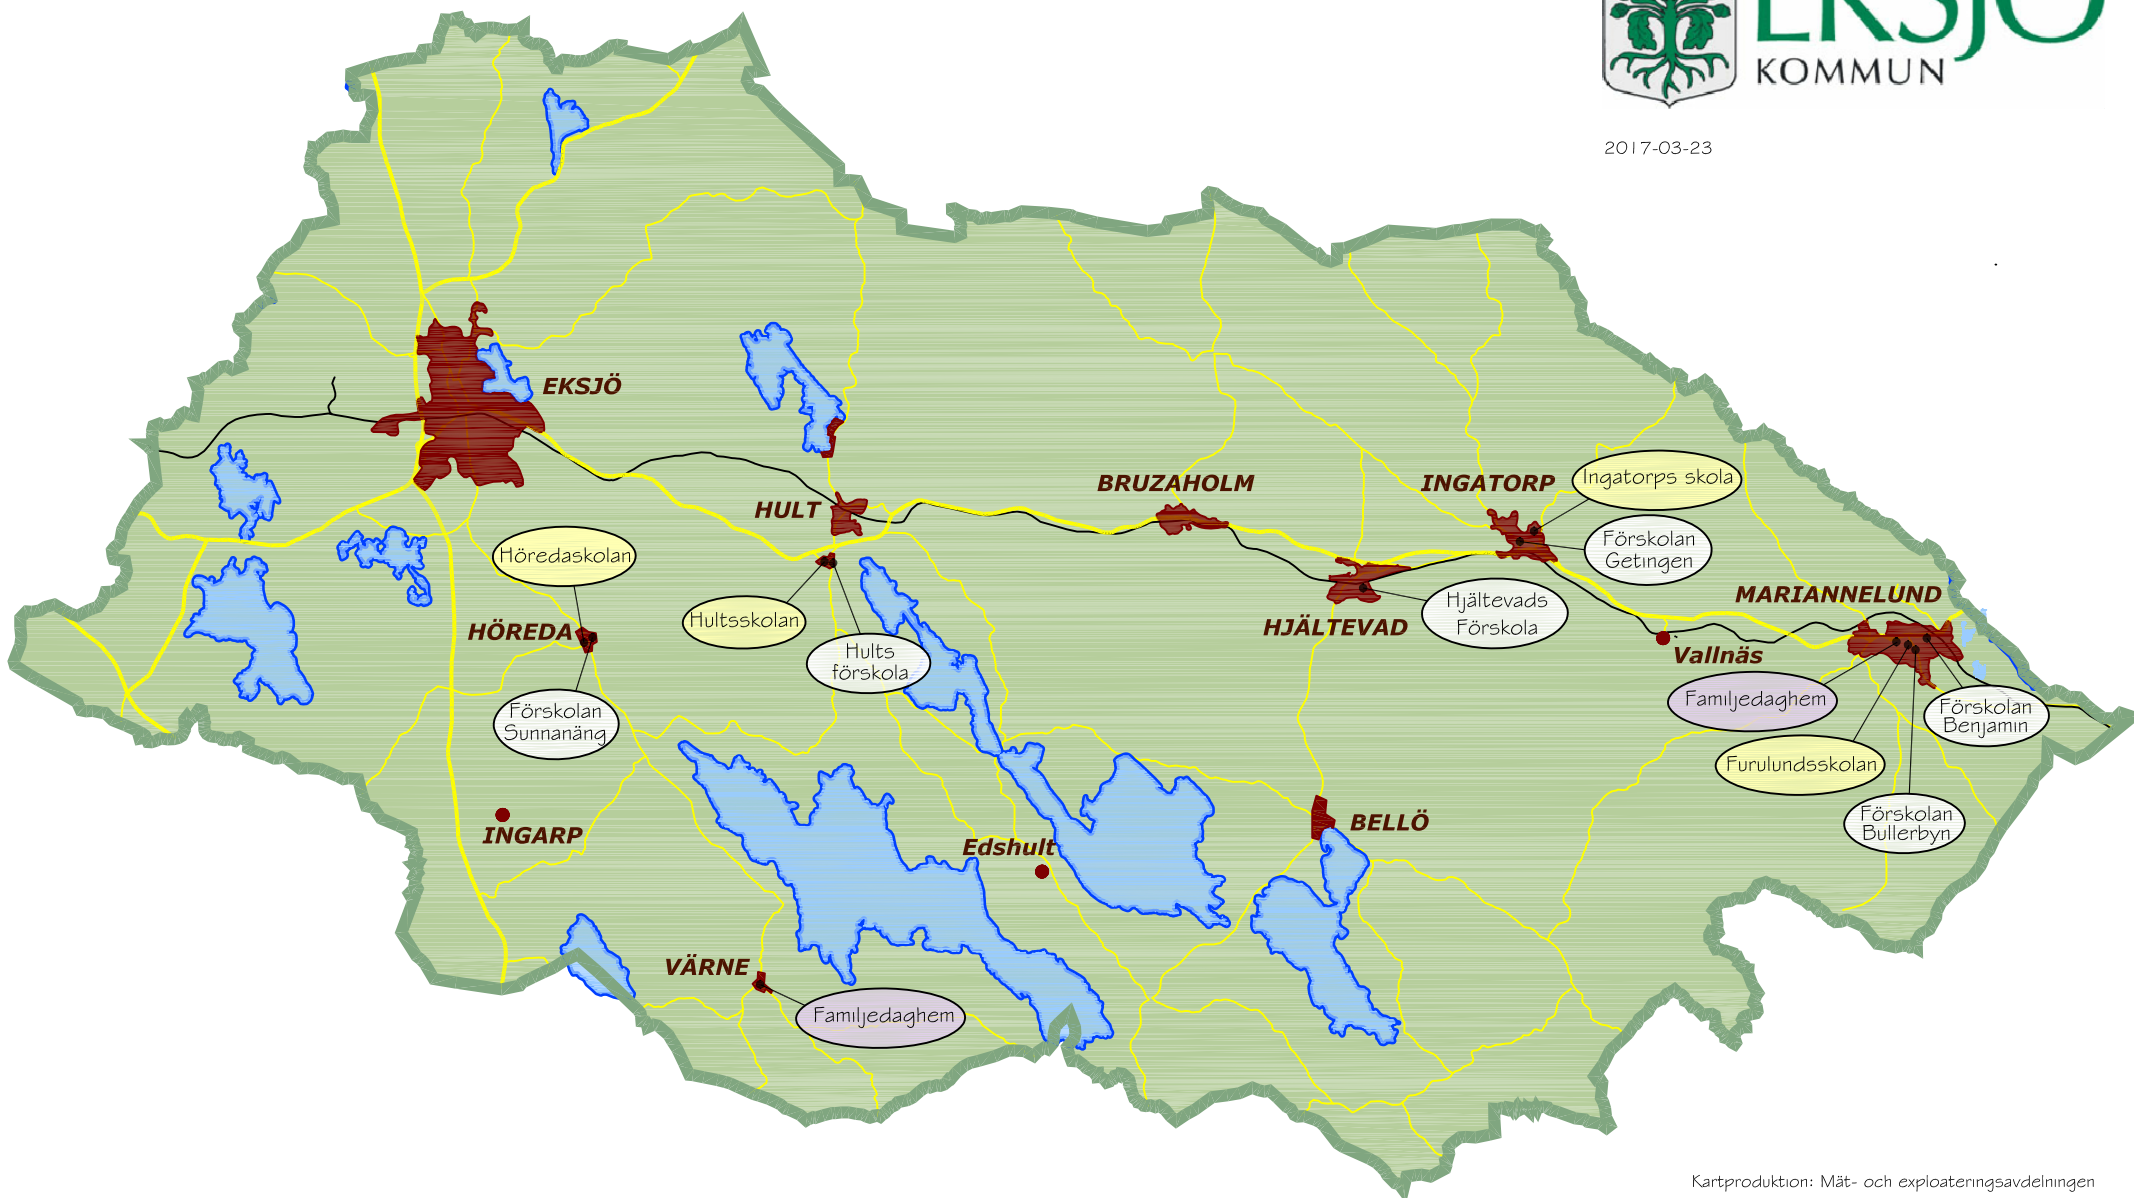 EKSJÖ
KOMMUN
2017-03-23
EKSJÖ
HULT
BRUZAHOLM
INGATORP
Ingatorps skola
Förskolan
Getingen
Höredaskolan
HÖREDA
Hultsskolan
Hults
förskola
HJÄLTEVAD
Hjältevads
Förskola
MARIANNELUND
Vallnäs
Familjedaghem
Förskolan
Benjamin
Furulundsskolan
Förskolan
Bullerbyn
Förskolan
Sunnanäng
INGARP
Edshult
BELLÖ
VÄRNE
Familjedaghem
Kartproduktion: Mät- och exploateringsavdelningen